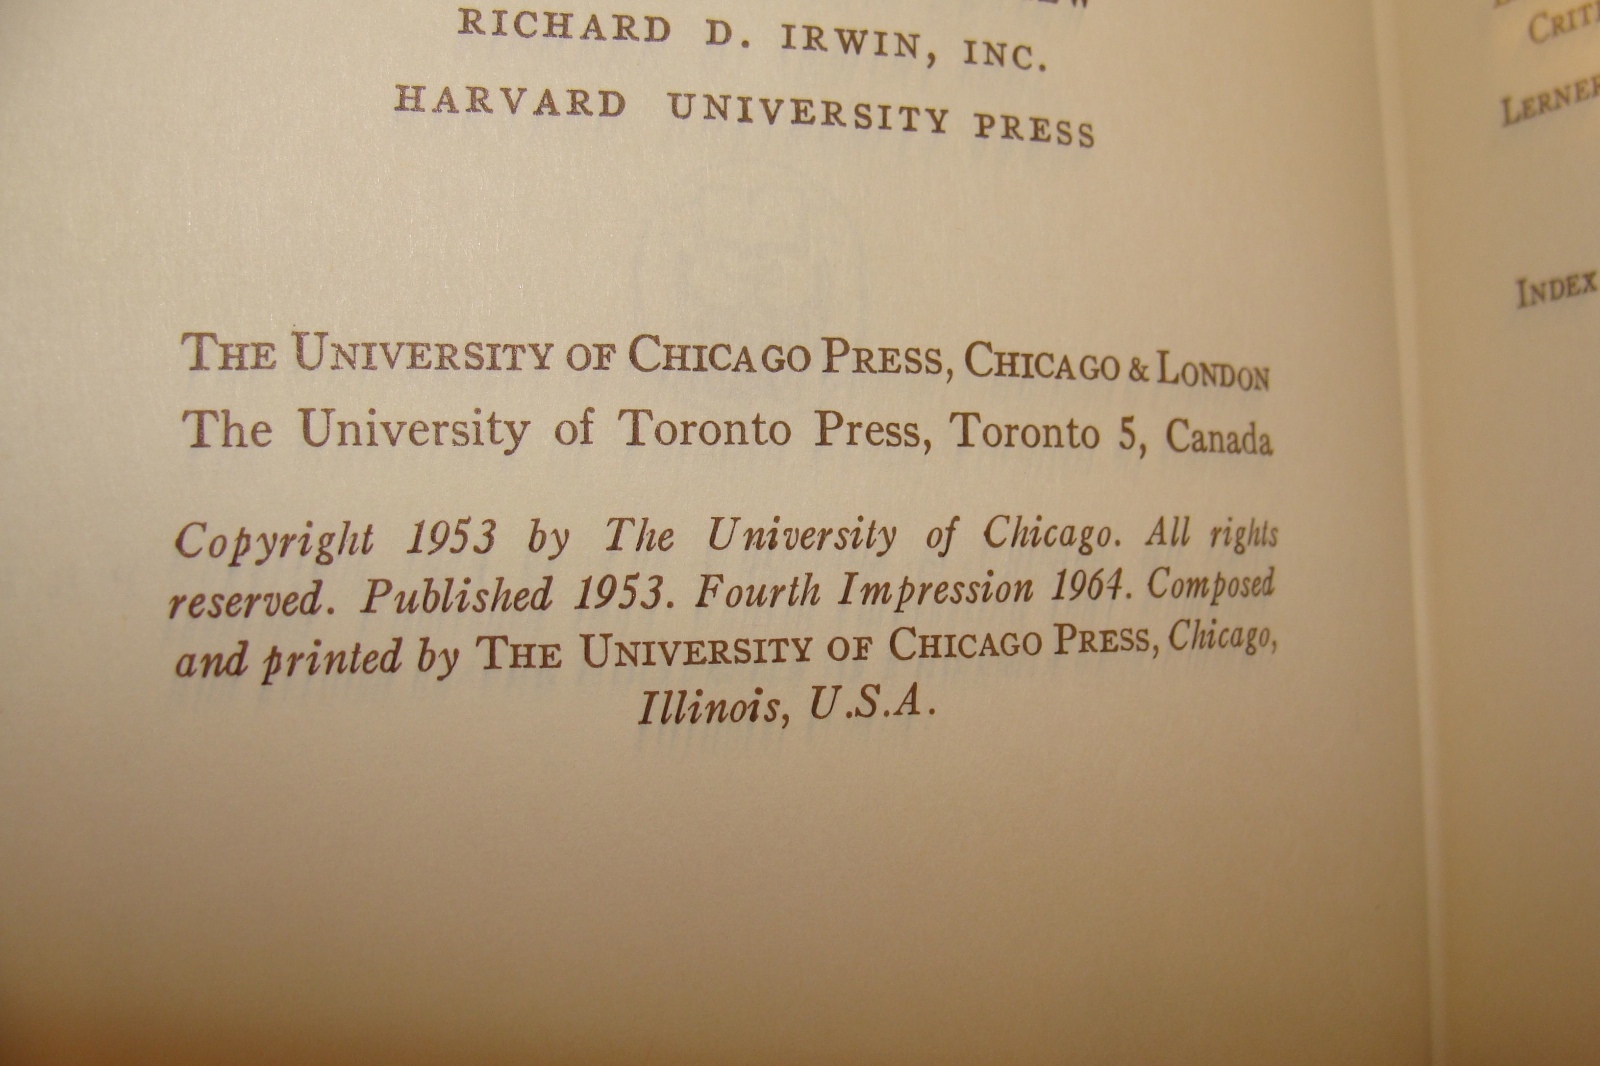 RICHARD D. IRWIN, INC.
HARVARD UNIVERSITY PRESS
THE UNIVERSITY OF CHICAGO PRESS, CHICAGO & LONDON
The University of Toronto Press, Toronto 5, Canada
Copyright 1953 by The University of Chicago. All rights
reserved. Published 1953. Fourth Impression 1964. Composed
and printed by THE UNIVERSITY OF CHICAGO PRESS, Chicago,
Illinois, U.S.A.
LERNER
INDEX